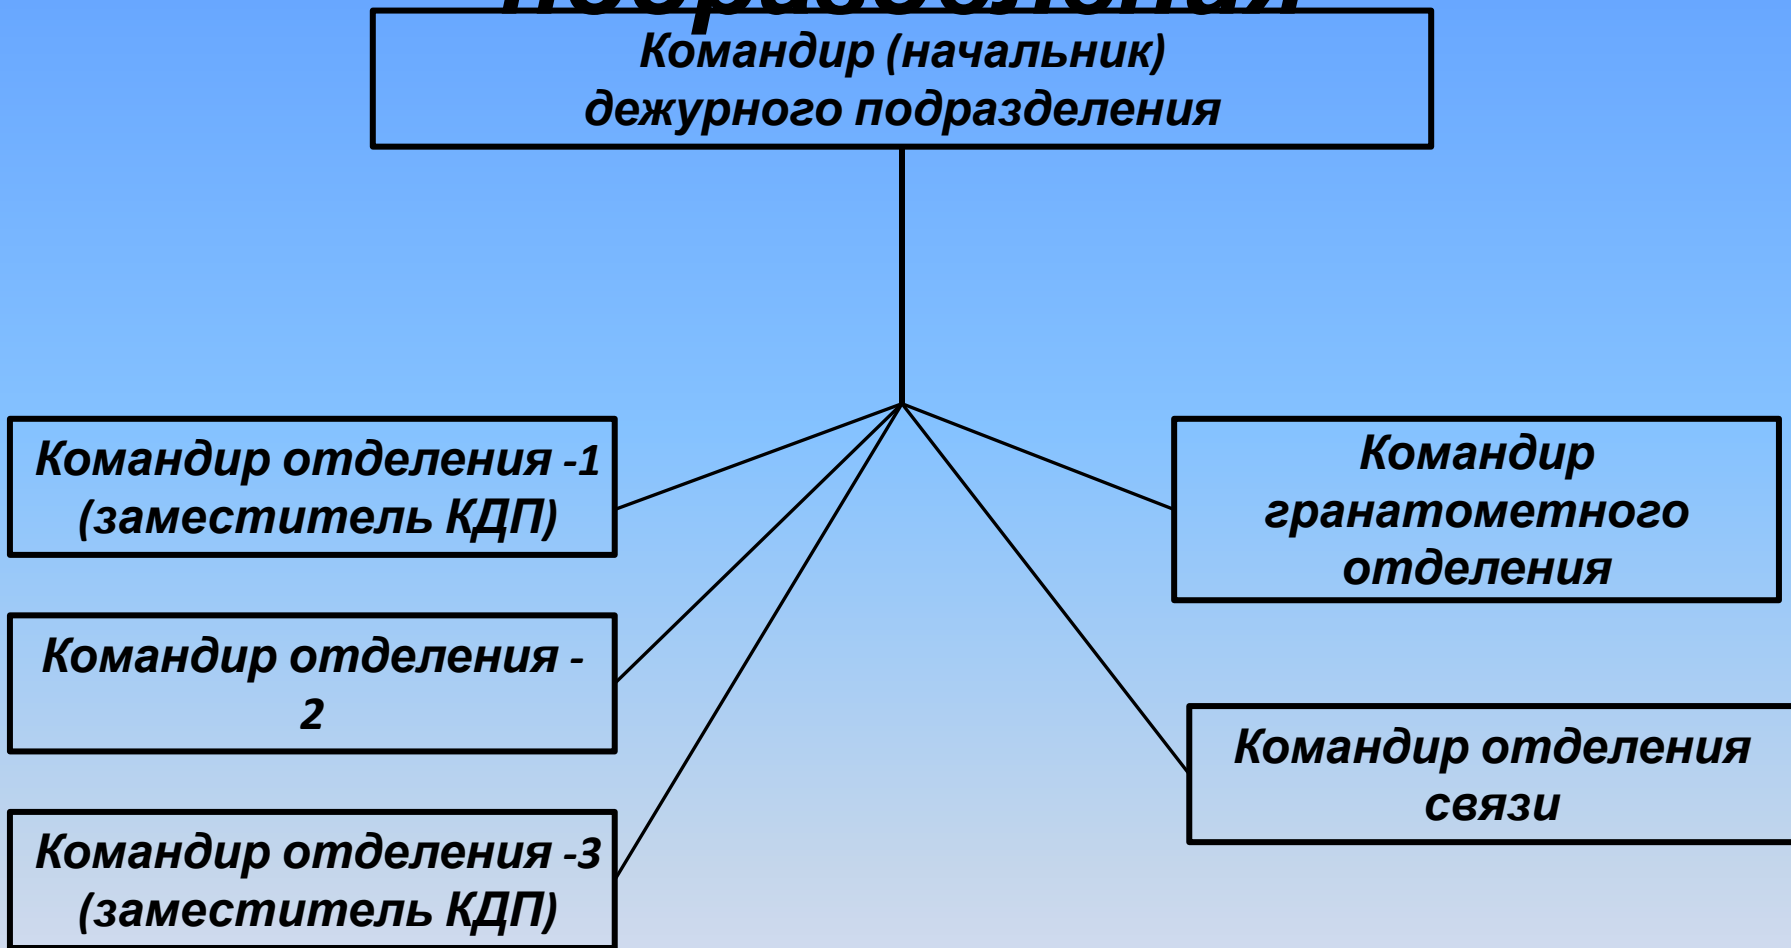 подразделения
Командир (начальник)
дежурного подразделения
Командир отделения -1
(заместитель КДП)
Командир отделения -
2
Командир отделения -3
(заместитель КДП)
Командир
гранатометного
отделения
Командир отделения
связи